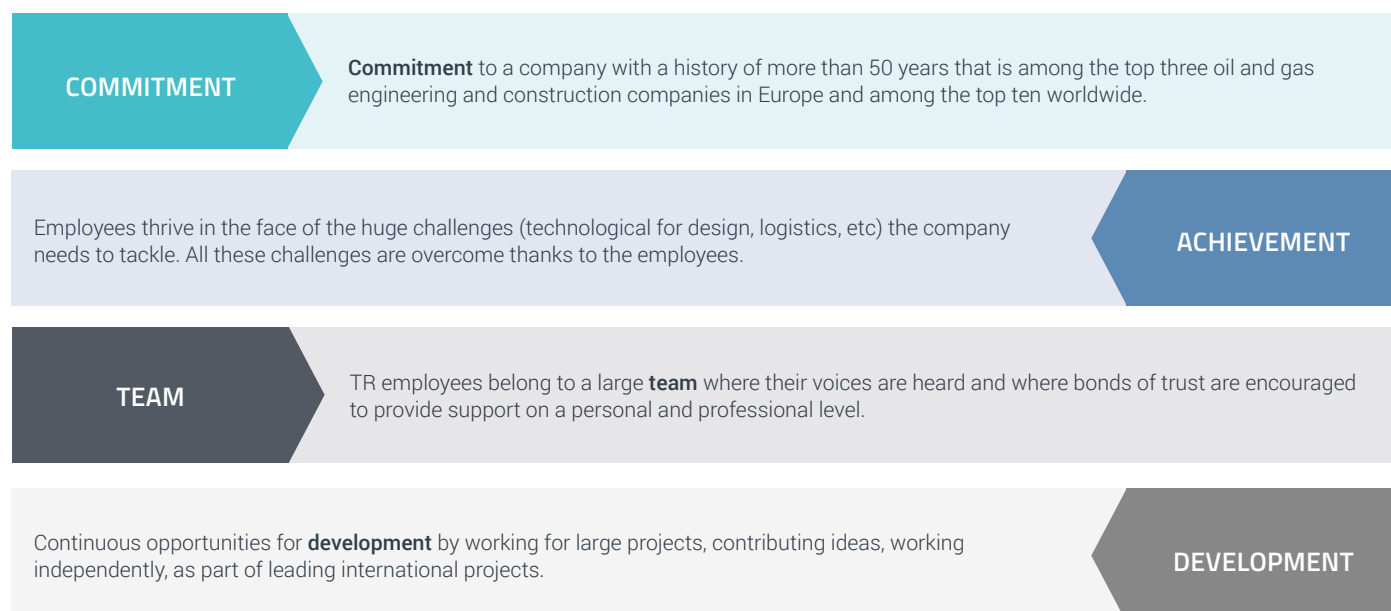 COMMITMENT
Commitment to a company with a history of more than 50 years that is among the top three oil and gas
engineering and construction companies in Europe and among the top ten worldwide.
Employees thrive in the face of the huge challenges (technological for design, logistics, etc) the company
needs to tackle. All these challenges are overcome thanks to the employees.
ACHIEVEMENT
TEAM
TR employees belong to a large team where their voices are heard and where bonds of trust are encouraged
to provide support on a personal and professional level.
Continuous opportunities for development by working for large projects, contributing ideas, working
independently, as part of leading international projects.
DEVELOPMENT